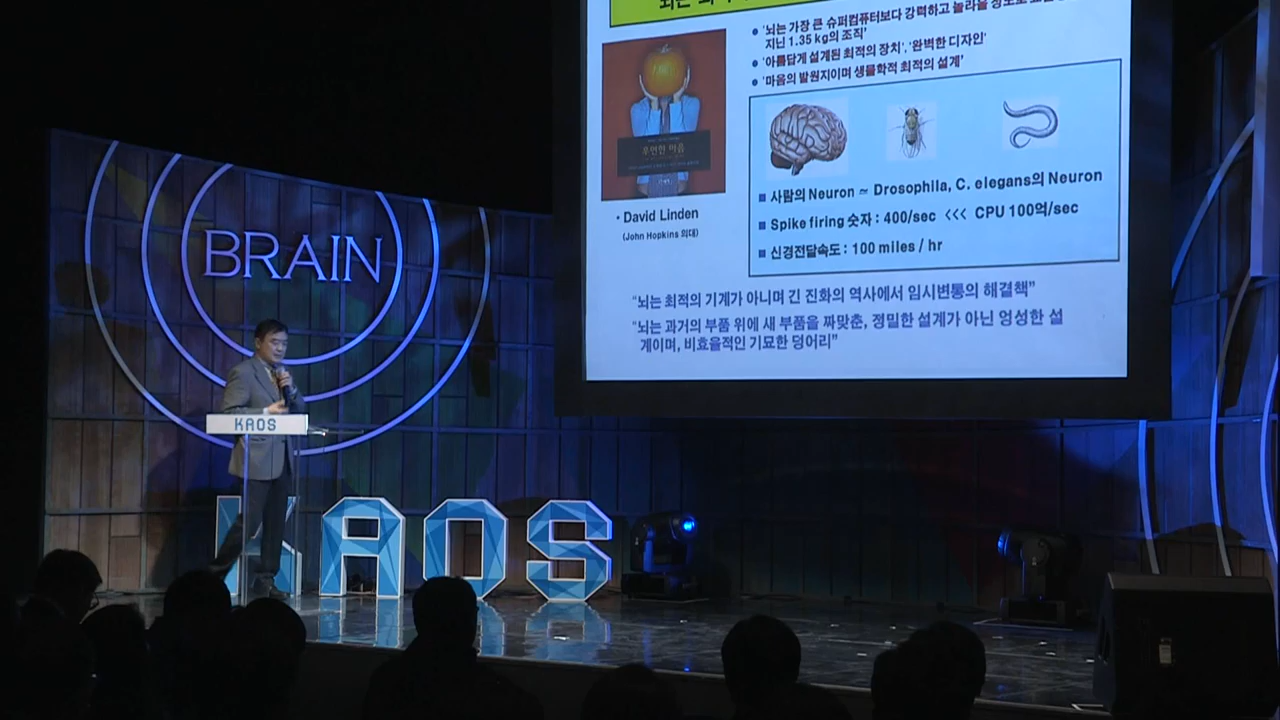 뇌는
• '뇌는 가장 큰 슈퍼컴퓨터보다 강력하고 놀라울 정도로
지닌 1.35 kg의 조직'
• '아름답게 설계된 최적의 장치', '완벽한 디자인'
• '마음의 발원지이며 생물학적 최적의 설계'
우연한 마음
• David Linden
(John Hopkins 의대)
■ 사람의 Neuron ≃ Drosophila, C. elegans의 Neuron
■ Spike firing 숫자 : 400/sec <<< CPU 100억/sec
■ 신경전달속도 : 100 miles / hr
"뇌는 최적의 기계가 아니며 긴 진화의 역사에서 임시변통의 해결책"
"뇌는 과거의 부품 위에 새 부품을 짜맞춘, 정밀한 설계가 아닌 엉성한 설
계이며, 비효율적인 기묘한 덩어리"
BRAIN
KAOS
KAOS